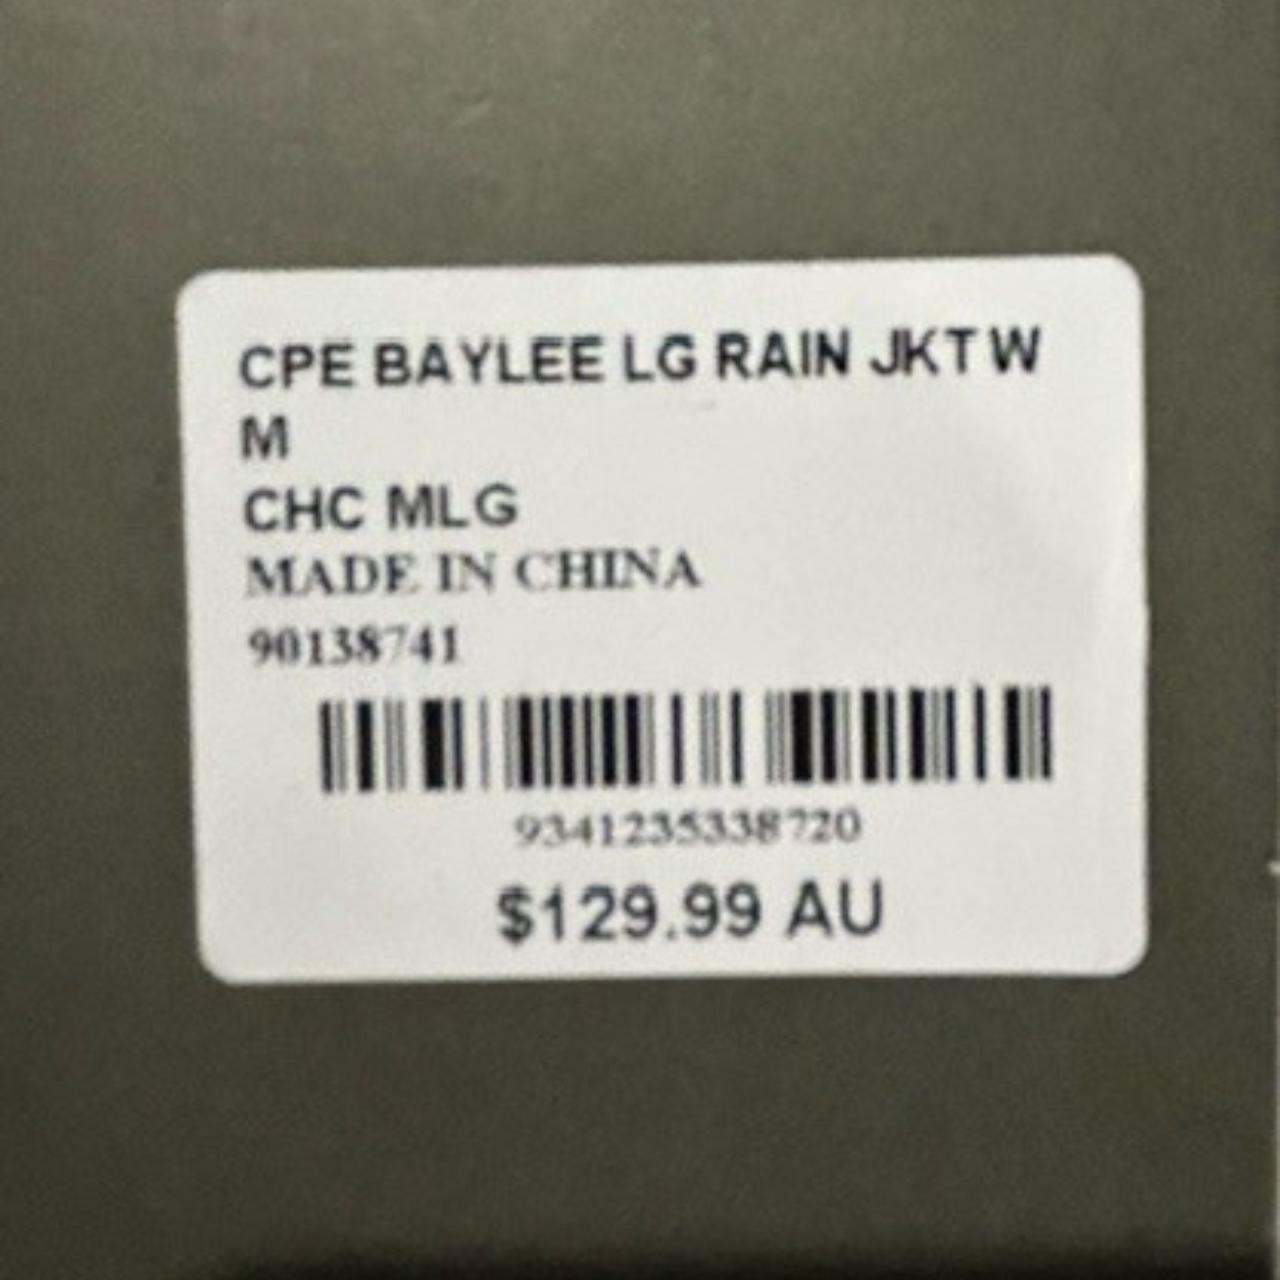 CPE BAYLEE LG RAIN JKT W
M
CHC MLG
MADE IN CHINA
90138741
9341235338720
$129.99 AU